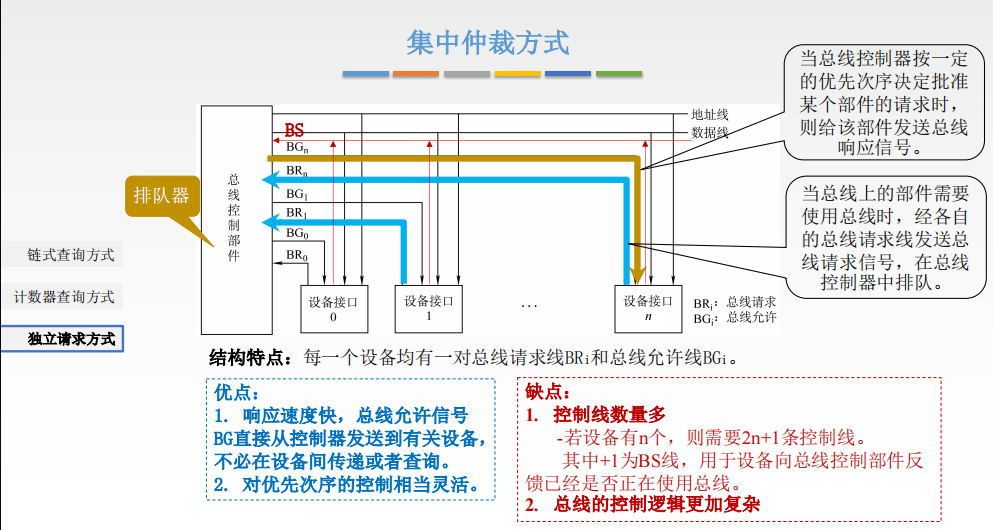 集中仲裁方式
当总线控制器按一定
的优先次序决定批准
某个部件的请求时，
则给该部件发送总线
响应信号。
地址线
数据线
BS
BGn
BRn
BG1
BR1
BG0
BR0
总
线
控
制
部
件
排队器
当总线上的部件需要
使用总线时，经各自
的总线请求线发送总
线请求信号，在总线
控制器中排队。
链式查询方式
计数器查询方式
独立请求方式
设备接口
0
设备接口
1
...
设备接口
n
BRi：总线请求
BGi：总线允许
结构特点：每一个设备均有一对总线请求线BRi和总线允许线BGi。
优点：
1. 响应速度快，总线允许信号
BG直接从控制器发送到有关设备，
不必在设备间传递或者查询。
2. 对优先次序的控制相当灵活。
缺点：
1. 控制线数量多
-若设备有n个，则需要2n+1条控制线。
其中+1为BS线，用于设备向总线控制部件反
馈已经是否正在使用总线。
2. 总线的控制逻辑更加复杂